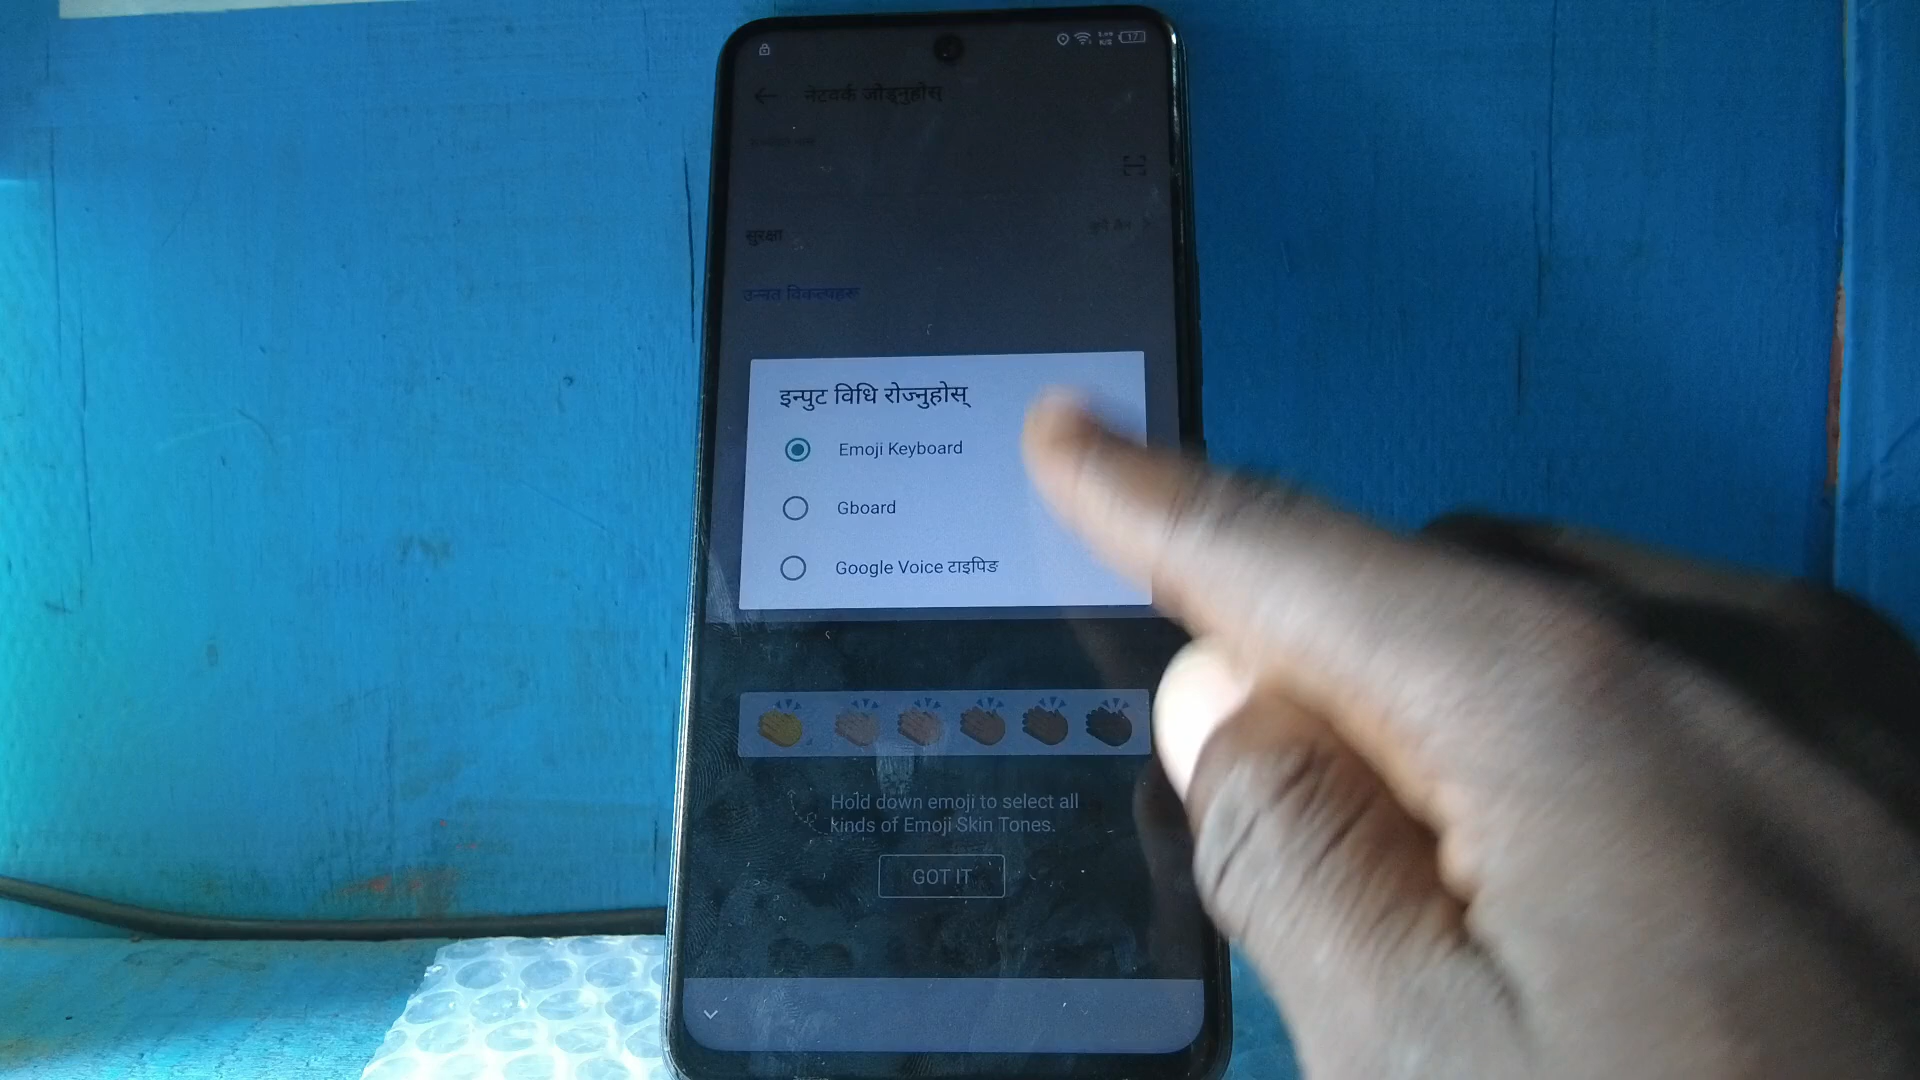 17
नेटवर्क जोड्नुहोस्
सुरक्षा
उन्नत विकल्पहरू
इन्पुट विधि रोज्नुहोस्
Emoji Keyboard
Gboard
Google Voice टाइपिङ
Hold down emoji to select all
kinds of Emoji Skin Tones.
GOT IT